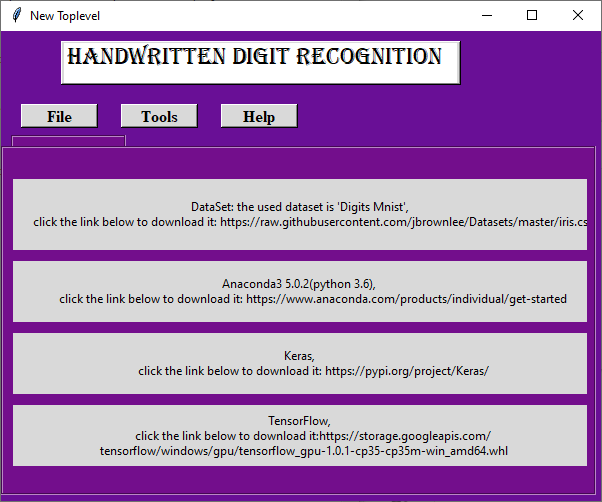 New Toplevel
HANDWRITTEN DIGIT RECOGNITION
File Tools Help
DataSet: the used dataset is 'Digits Mnist',
click the link below to download it: https://raw.githubusercontent.com/jbrownlee/Datasets/master/iris.cs
Anaconda3 5.0.2(python 3.6),
click the link below to download it: https://www.anaconda.com/products/individual/get-started
Keras,
click the link below to download it: https://pypi.org/project/Keras/
TensorFlow,
click the link below to download it:https://storage.googleapis.com/
tensorflow/windows/gpu/tensorflow_gpu-1.0.1-cp35-cp35m-win_amd64.whl